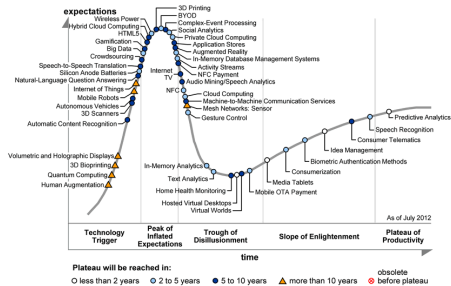 expectations
3D Printing
Wireless Power
BYOD
Hybrid Cloud Computing
Complex-Event Processing
HTML5
Social Analytics
Gamification
Private Cloud Computing
Big Data
Application Stores
Crowdsourcing
Augmented Reality
Speech-to-Speech Translation
In-Memory Database Management Systems
Silicon Anode Batteries
Activity Streams
Natural-Language Question Answering
Internet
TV
NFC Payment
Internet of Things
Audio Mining/Speech Analytics
Mobile Robots
NFC
Cloud Computing
Autonomous Vehicles
Machine-to-Machine Communication Services
3D Scanners
Mesh Networks: Sensor
Automatic Content Recognition
Gesture Control
Predictive Analytics
Speech Recognition
Consumer Telematics
Idea Management
Volumetric and Holographic Displays
Biometric Authentication Methods
3D Bioprinting
In-Memory Analytics
Consumerization
Quantum Computing
Text Analytics
Media Tablets
Human Augmentation
Home Health Monitoring
Mobile OTA Payment
Hosted Virtual Desktops
Virtual Worlds
As of July 2012
Technology
Trigger
Peak of
Inflated
Expectations
Trough of
Disillusionment
Slope of Enlightenment
Plateau of
Productivity
time
Plateau will be reached in:
less than 2 years
2 to 5 years
5 to 10 years
more than 10 years
obsolete
before plateau